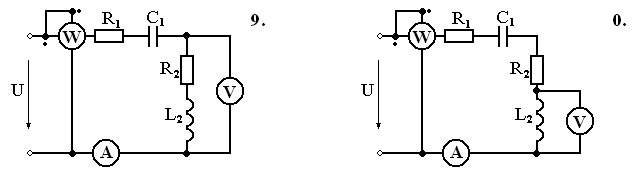 R1 C1 9. R1 C1 0.
W W
R2 V R2
U L2 U L2 V
A A